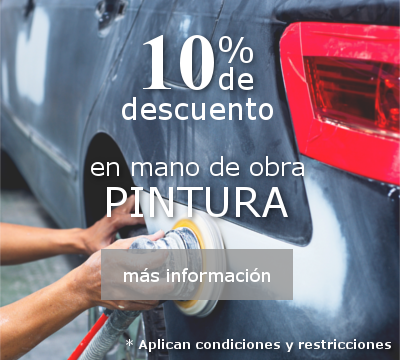 10%
de
descuento
en mano de obra
PINTURA
más información
* Aplican condiciones y restricciones